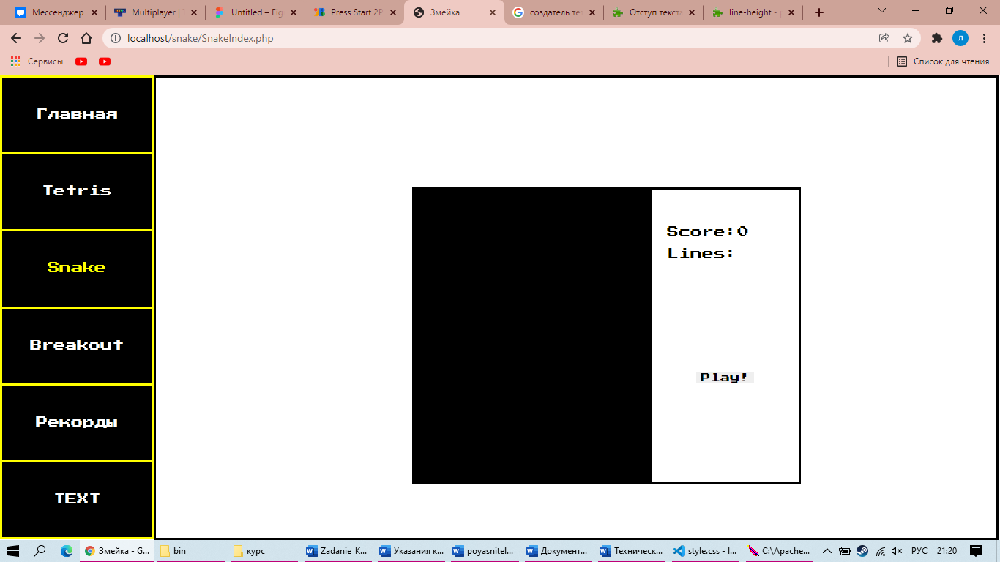 Мессенджер
Multiplayer |
Untitled – Fig
Press Start 2P
Змейка
создатель те
Отступ текста
line-height -
localhost/snake/SnakeIndex.php
л
Сервисы
Список для чтения
Главная
Tetris
Snake
Breakout
Рекорды
TEXT
Score:0
Lines:
Play!
Змейка - G...
bin
курс
Zadanie_K...
Указания к...
poyasnitel...
Документ...
Техническ...
style.css - I...
C:\Apache...
РУС
21:20